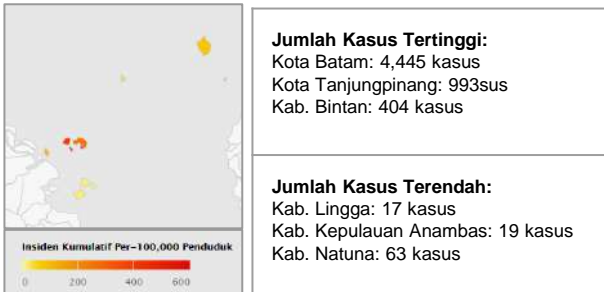 Jumlah Kasus Tertinggi:
Kota Batam: 4,445 kasus
Kota Tanjungpinang: 993sus
Kab. Bintan: 404 kasus
Jumlah Kasus Terendah:
Kab. Lingga: 17 kasus
Kab. Kepulauan Anambas: 19 kasus
Kab. Natuna: 63 kasus
Insiden Kumulatif Per-100,000 Penduduk
0 200 400 600